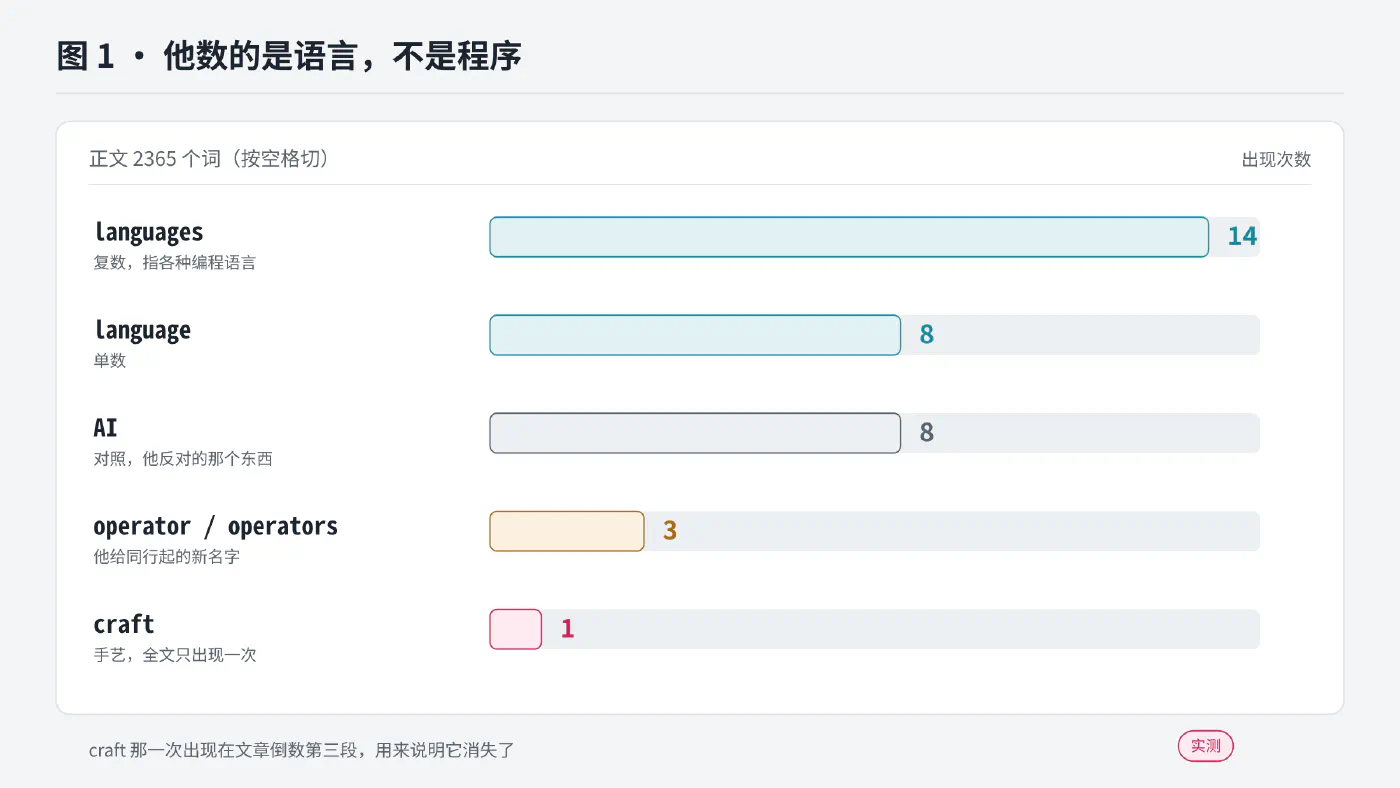 图 1 · 他数的是语言，不是程序
正文 2365 个词（按空格切）
出现次数
languages
复数，指各种编程语言
14
language
单数
8
AI
对照，他反对的那个东西
8
operator / operators
他给同行起的新名字
3
craft
手艺，全文只出现一次
1
craft 那一次出现在文章倒数第三段，用来说明它消失了
实测